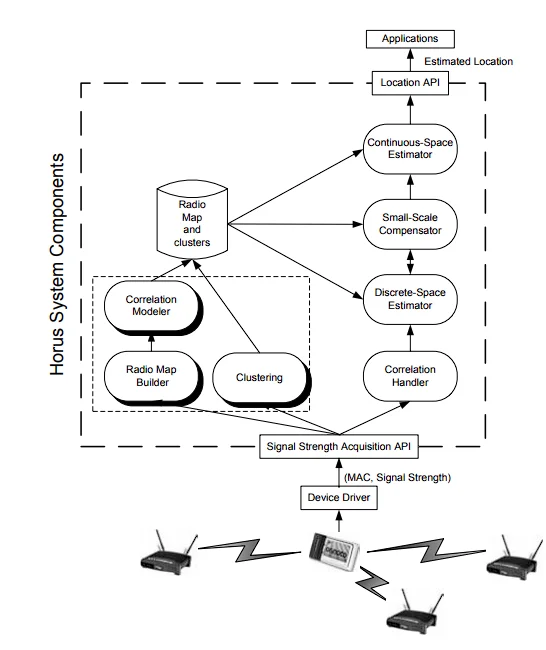 Applications
Estimated Location
Location API
Horus System Components
Continuous-Space
Estimator
Radio
Map
and
clusters
Small-Scale
Compensator
Correlation
Modeler
Discrete-Space
Estimator
Radio Map
Builder
Clustering
Correlation
Handler
Signal Strength Acquisition API
(MAC, Signal Strength)
Device Driver